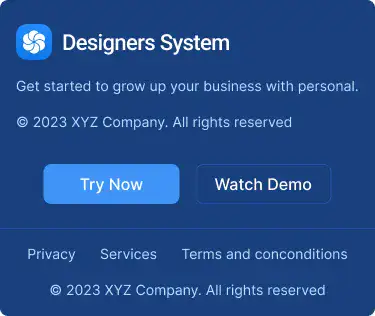 Designers System
Get started to grow up your business with personal.
© 2023 XYZ Company. All rights reserved
Try Now
Watch Demo
Privacy
Services
Terms and conconditions
© 2023 XYZ Company. All rights reserved